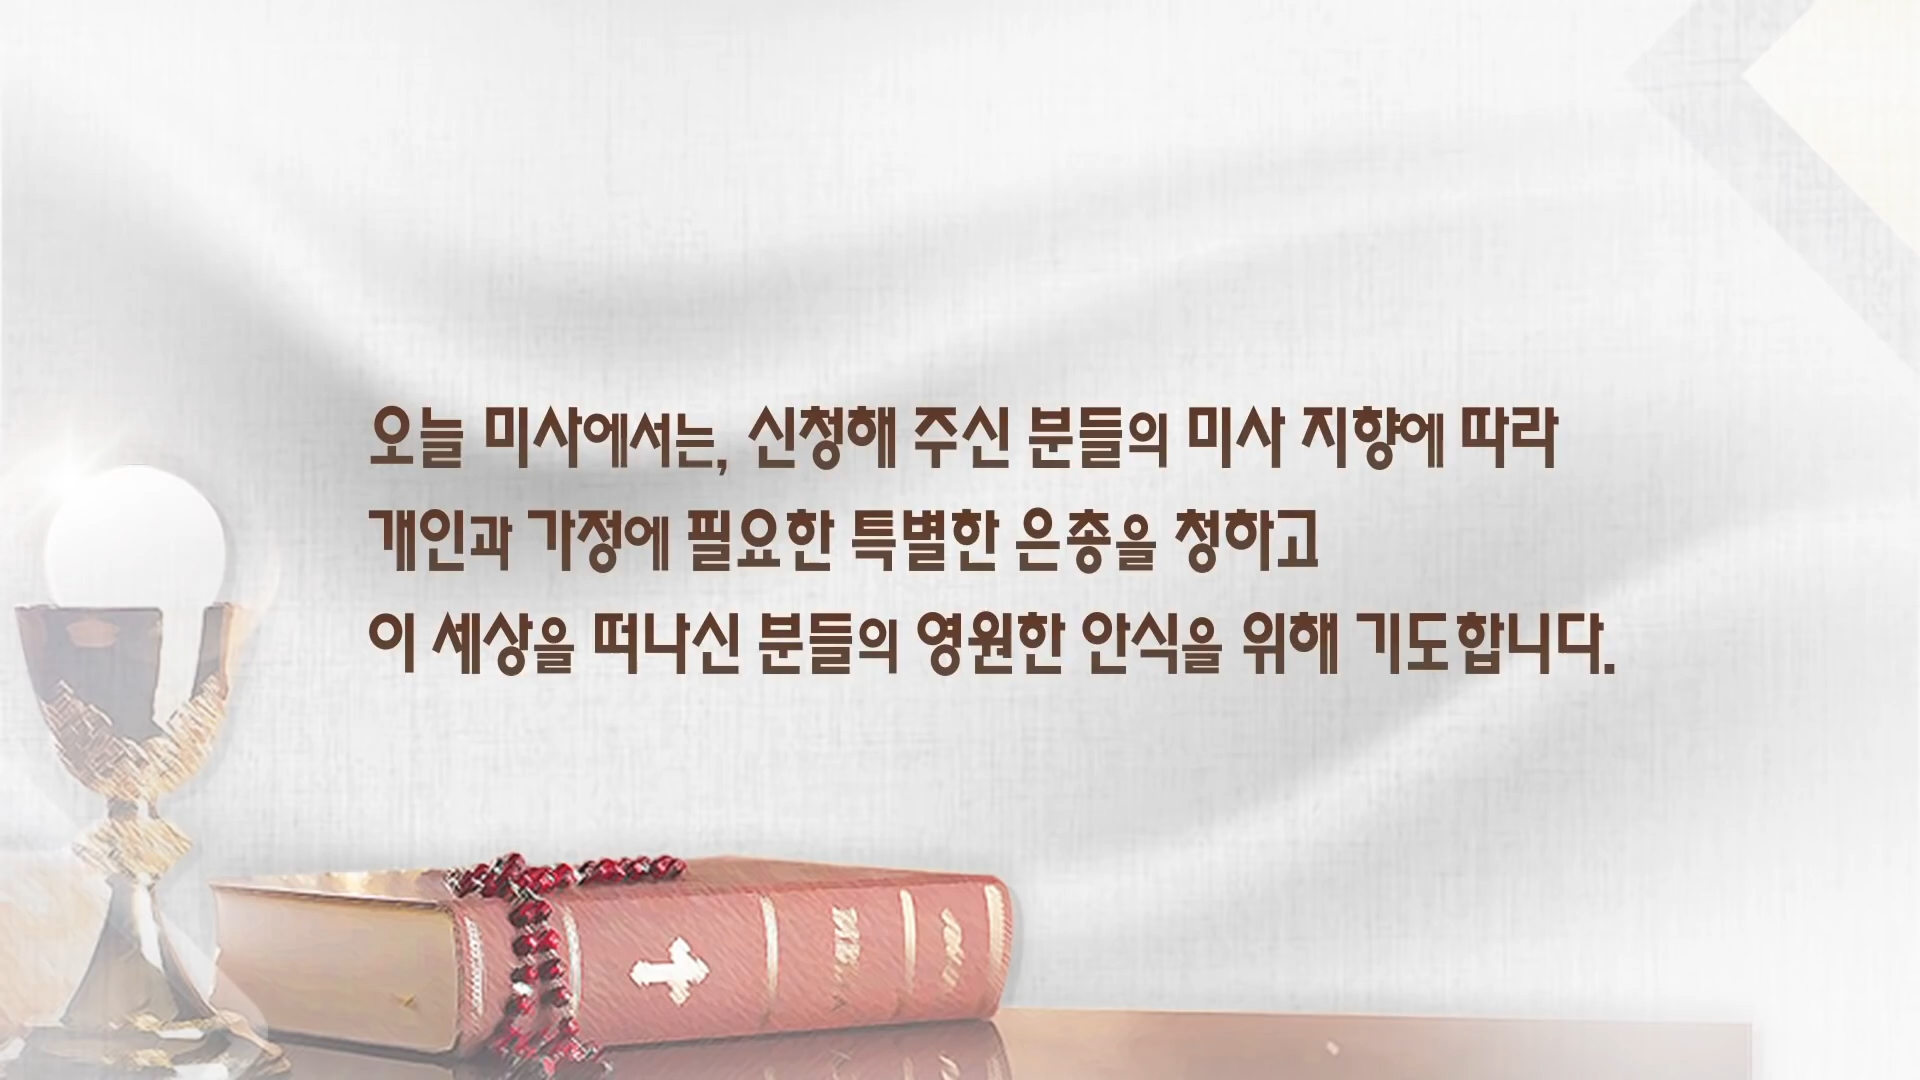 오늘 미사에서는, 신청해 주신 분들의 미사 지향에 따라
개인과 가정에 필요한 특별한 은총을 청하고
이 세상을 떠나신 분들의 영원한 안식을 위해 기도합니다.